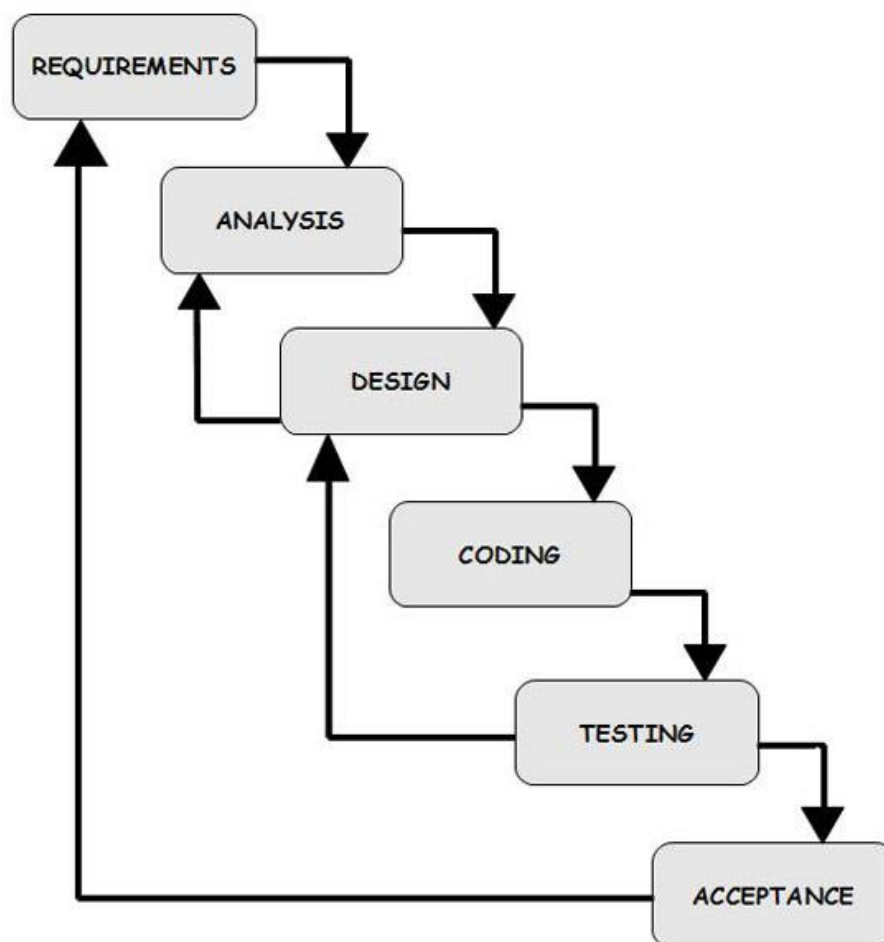 REQUIREMENTS
ANALYSIS
DESIGN
CODING
TESTING
ACCEPTANCE